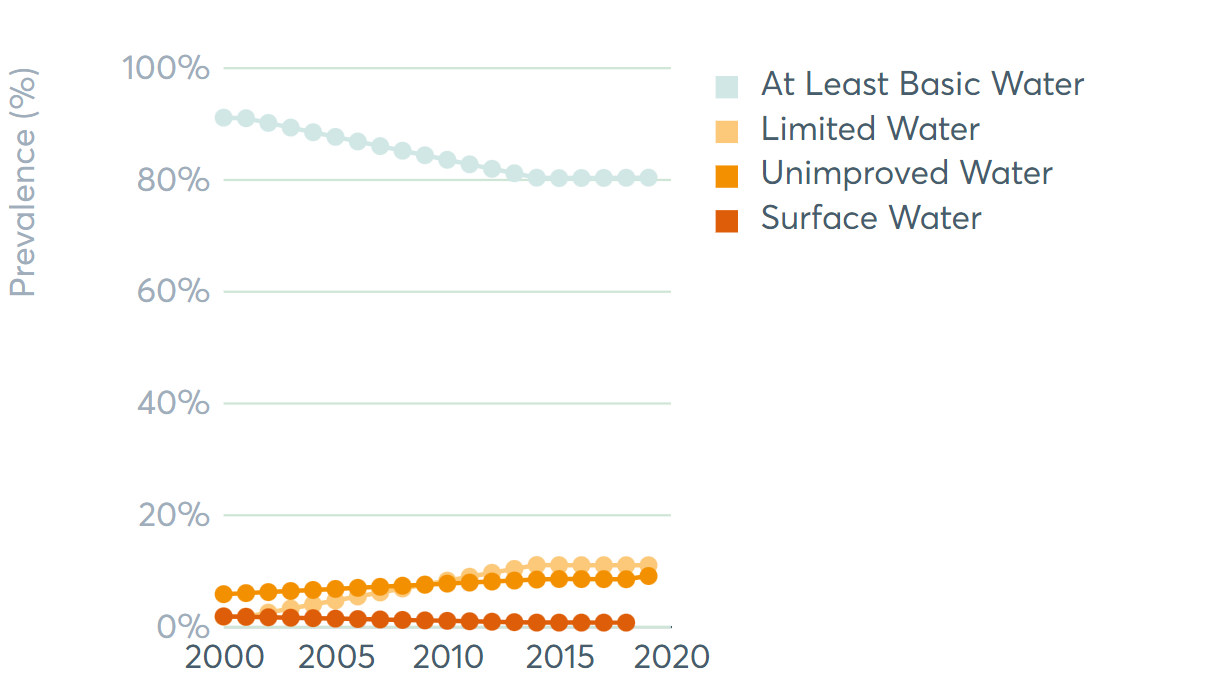 Prevalence (%)
100%
80%
60%
40%
20%
0%
2000 2005 2010 2015 2020
At Least Basic Water
Limited Water
Unimproved Water
Surface Water